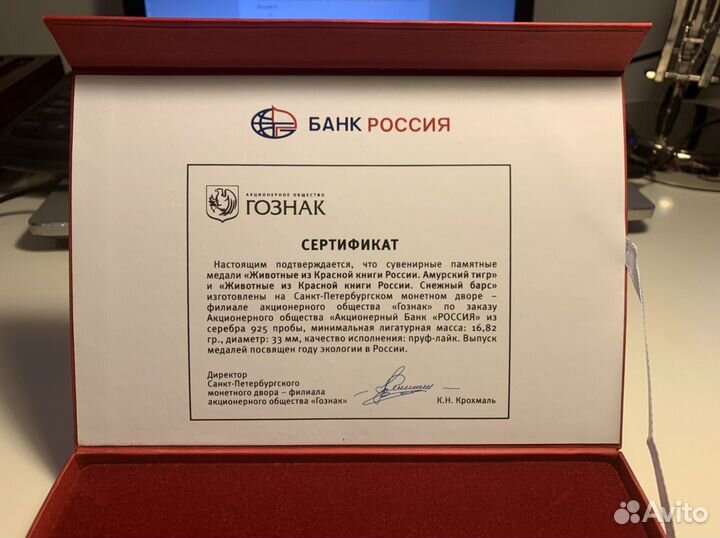 БАНК РОССИЯ
АКЦИОНЕРНОЕ ОБЩЕСТВО
ГОЗНАК
СЕРТИФИКАТ
Настоящим подтверждается, что сувенирные памятные
медали «Животные из Красной книги России. Амурский тигр»
и «Животные из Красной книги России. Снежный барс»
изготовлены на Санкт-Петербургском монетном дворе –
филиале акционерного общества «Гознак» по заказу
Акционерного общества «Акционерный Банк «РОССИЯ» из
серебра 925 пробы, минимальная лигатурная масса: 16,82
гр., диаметр: 33 мм, качество исполнения: пруф-лайк. Выпуск
медалей посвящен году экологии в России.
Директор
Санкт-Петербургского
монетного двора – филиала
акционерного общества «Гознак»
К.Н. Крохмаль
Avito